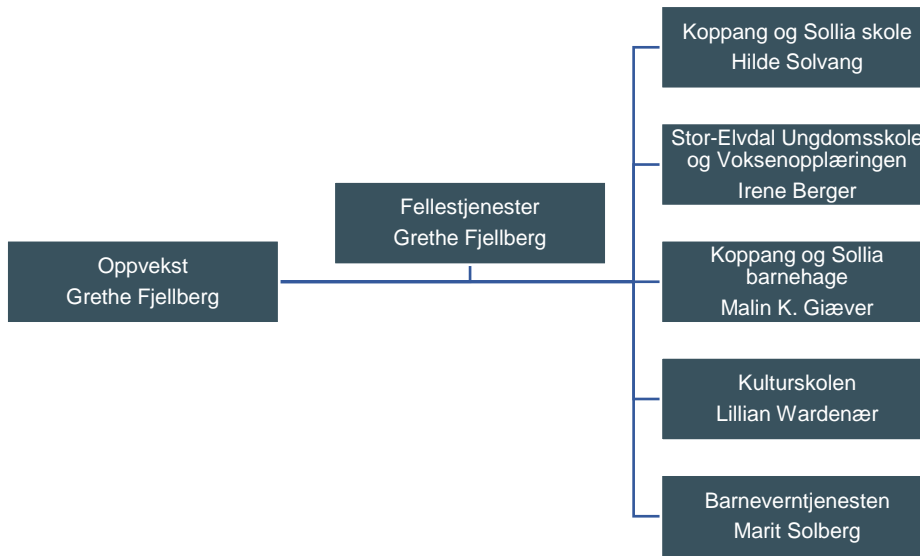 Oppvekst
Grethe Fjellberg
Fellestjenester
Grethe Fjellberg
Koppang og Sollia skole
Hilde Solvang
Stor-Elvdal Ungdomsskole
og Voksenopplæringen
Irene Berger
Koppang og Sollia
barnehage
Malin K. Giæver
Kulturskolen
Lillian Wardenær
Barneverntjenesten
Marit Solberg